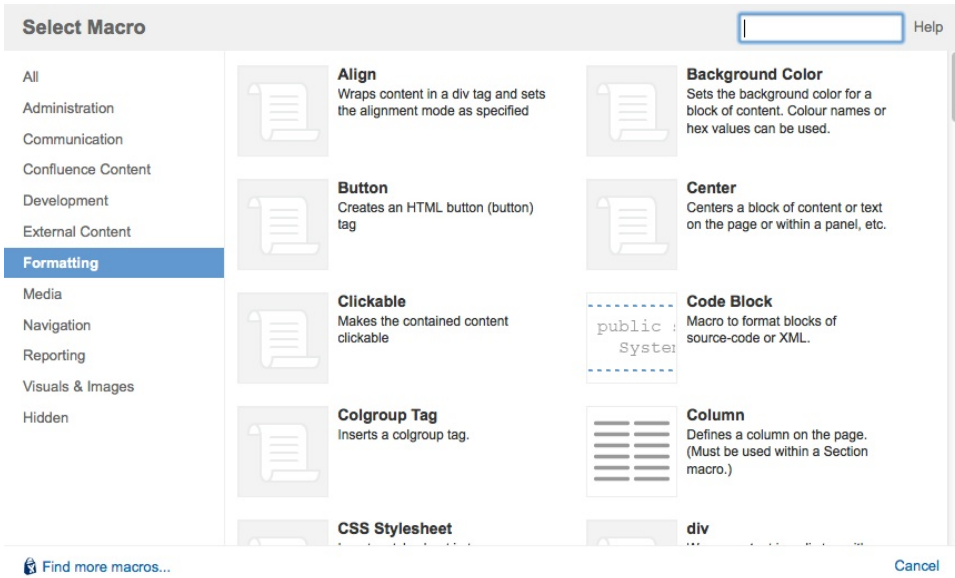 Select Macro
Help
All
Administration
Communication
Confluence Content
Development
External Content
Formatting
Media
Navigation
Reporting
Visuals & Images
Hidden
Align
Wraps content in a div tag and sets
the alignment mode as specified
Background Color
Sets the background color for a
block of content. Colour names or
hex values can be used.
Button
Creates an HTML button (button)
tag
Center
Centers a block of content or text
on the page or within a panel, etc.
Clickable
Makes the contained content
clickable
public
System
Code Block
Macro to format blocks of
source-code or XML.
Colgroup Tag
Inserts a colgroup tag.
Column
Defines a column on the page.
(Must be used within a Section
macro.)
CSS Stylesheet
div
Find more macros...
Cancel